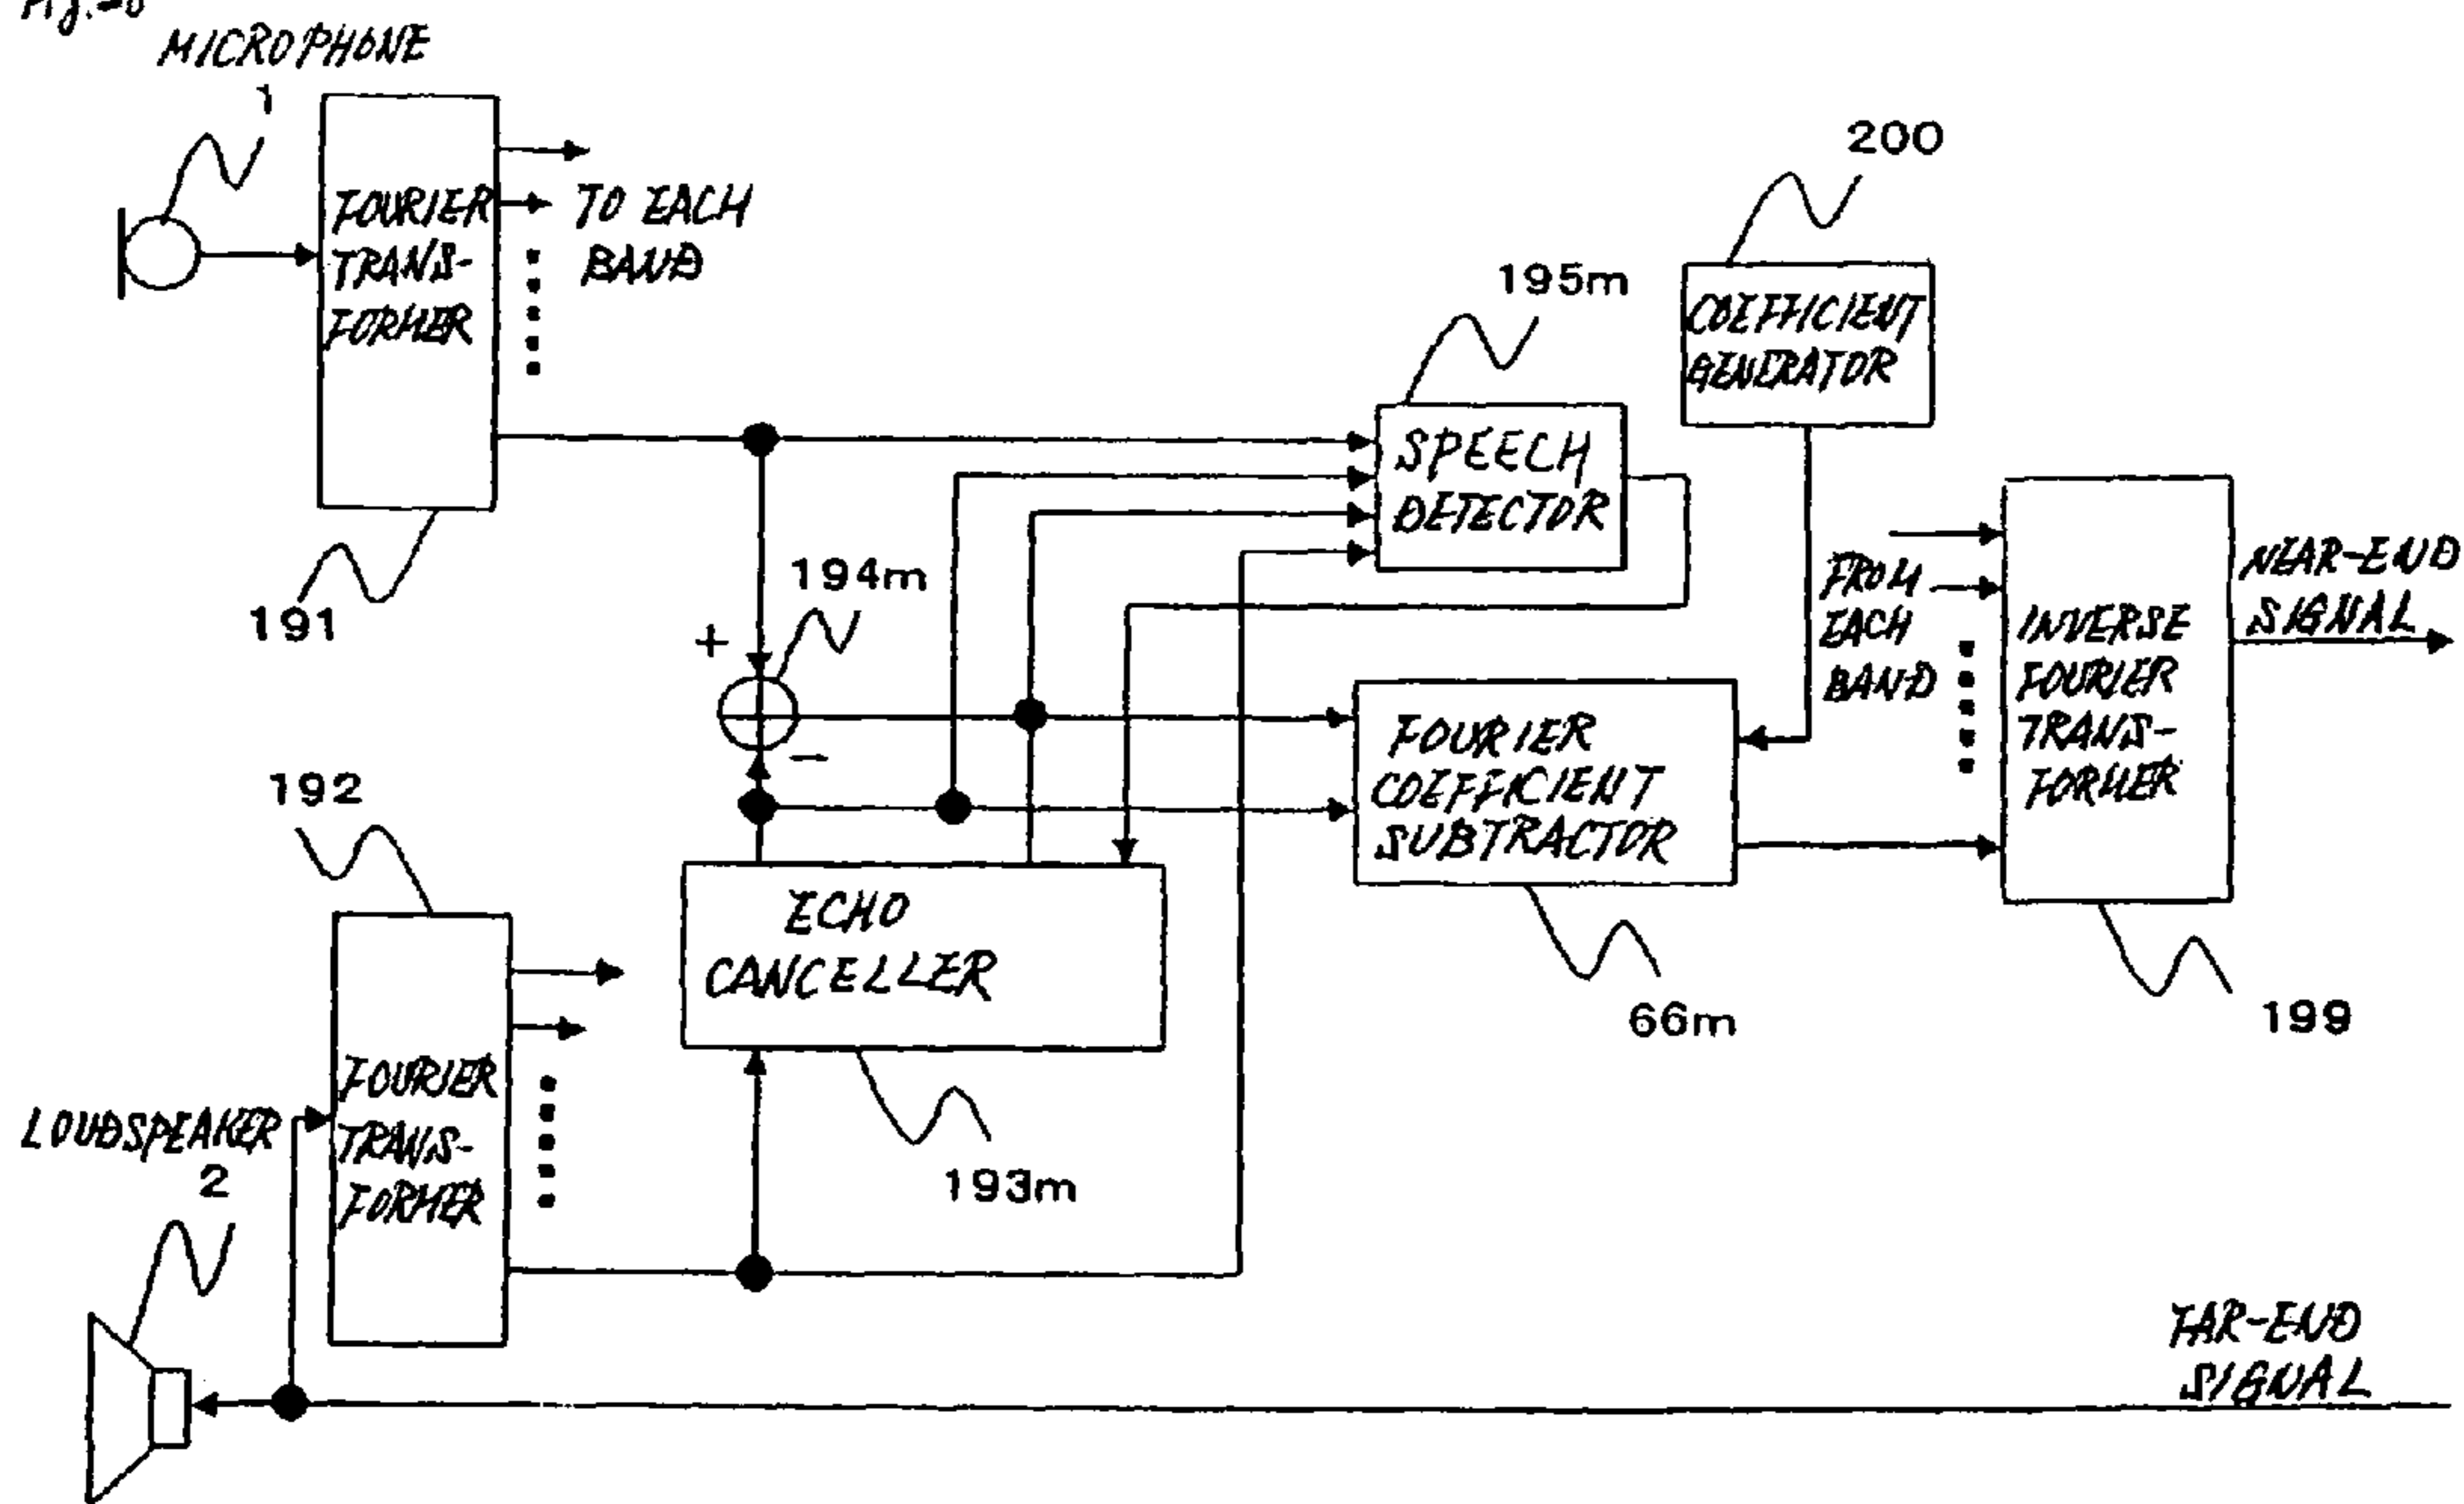 MICROPHONE
1
FOURIER
TRANS-
FORMER
TO EACH
BAND
191
200
COEFFICIENT
GENERATOR
195m
SPEECH
DETECTOR
194m
+
−
FROM
EACH
BAND
INVERSE
FOURIER
TRANS-
FORMER
NEAR-END
SIGNAL
FOURIER
COEFFICIENT
SUBTRACTOR
66m
199
192
ECHO
CANCELLER
193m
FOURIER
TRANS-
FORMER
LOUDSPEAKER
2
FAR-END
SIGNAL